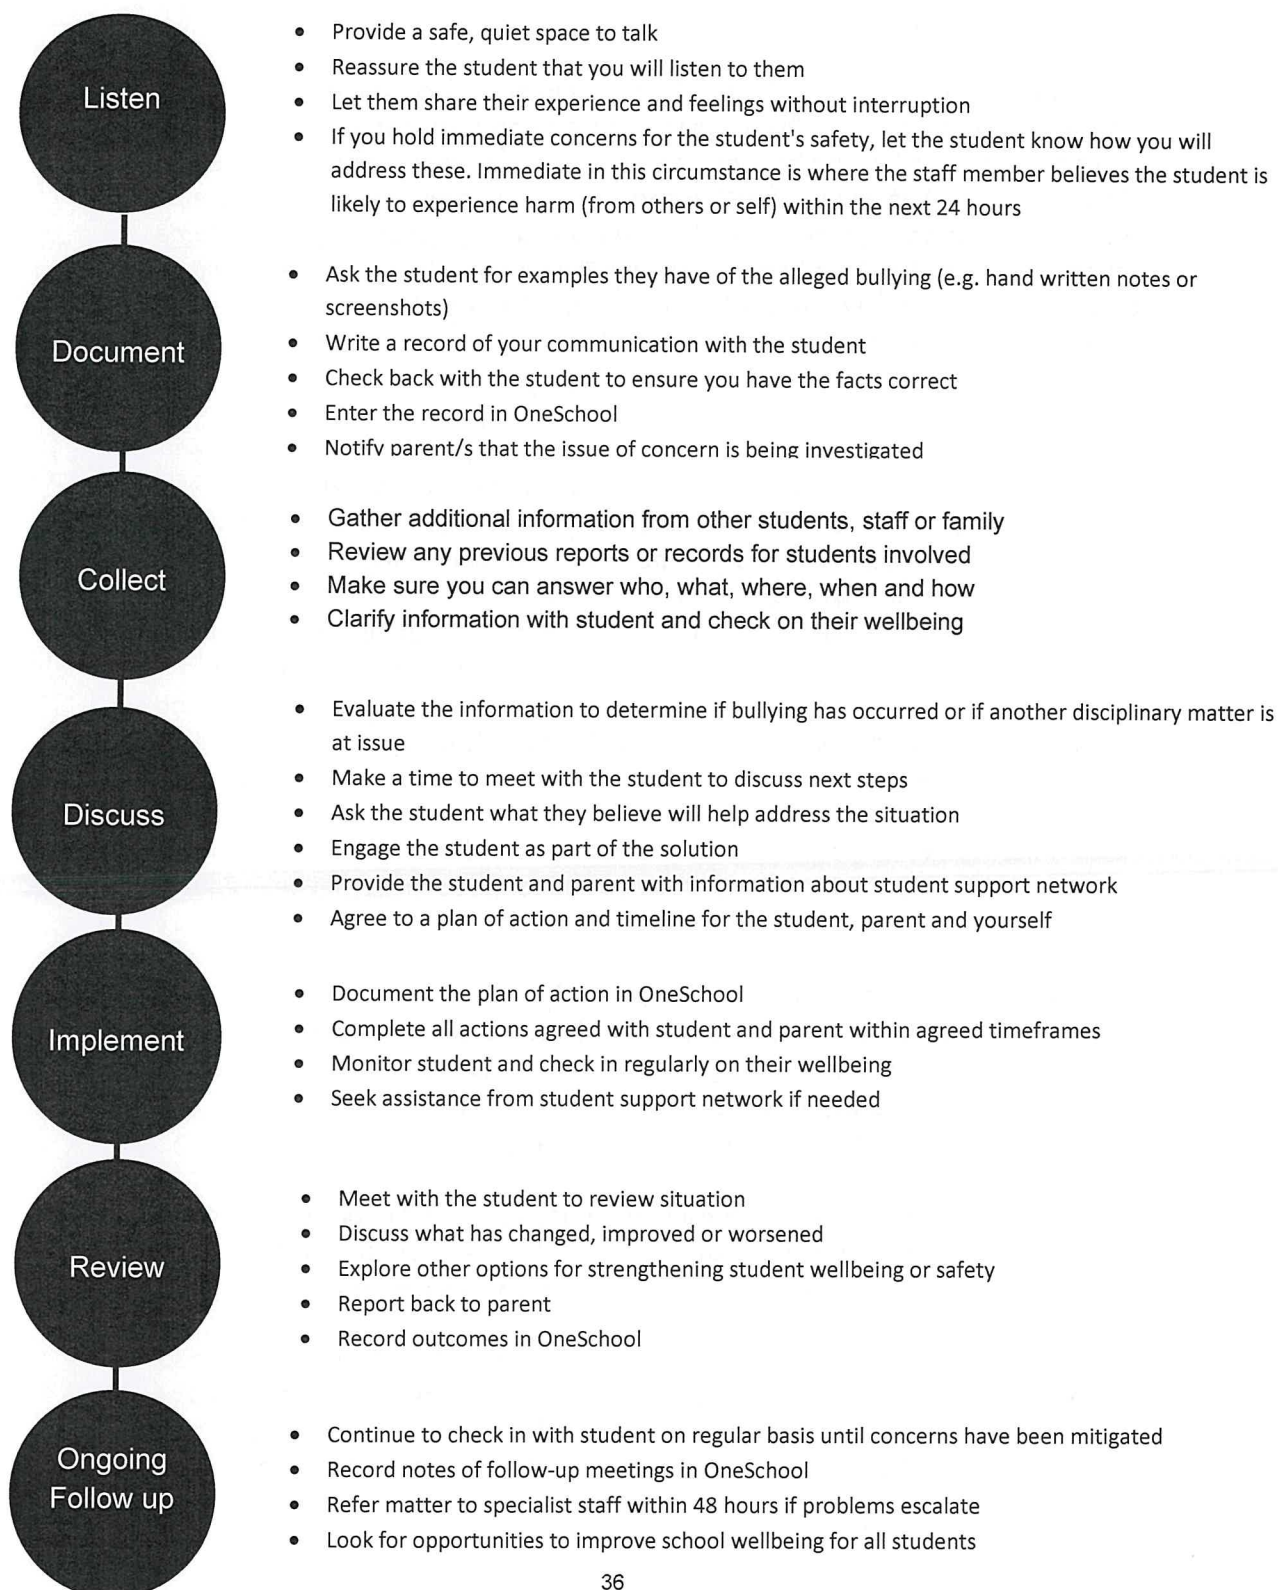 Listen
• Provide a safe, quiet space to talk
• Reassure the student that you will listen to them
• Let them share their experience and feelings without interruption
• If you hold immediate concerns for the student's safety, let the student know how you will
address these. Immediate in this circumstance is where the staff member believes the student is
likely to experience harm (from others or self) within the next 24 hours
Document
• Ask the student for examples they have of the alleged bullying (e.g. hand written notes or
screenshots)
• Write a record of your communication with the student
• Check back with the student to ensure you have the facts correct
• Enter the record in OneSchool
• Notify parent/s that the issue of concern is being investigated
Collect
• Gather additional information from other students, staff or family
• Review any previous reports or records for students involved
• Make sure you can answer who, what, where, when and how
• Clarify information with student and check on their wellbeing
Discuss
• Evaluate the information to determine if bullying has occurred or if another disciplinary matter is
at issue
• Make a time to meet with the student to discuss next steps
• Ask the student what they believe will help address the situation
• Engage the student as part of the solution
• Provide the student and parent with information about student support network
• Agree to a plan of action and timeline for the student, parent and yourself
Implement
• Document the plan of action in OneSchool
• Complete all actions agreed with student and parent within agreed timeframes
• Monitor student and check in regularly on their wellbeing
• Seek assistance from student support network if needed
Review
• Meet with the student to review situation
• Discuss what has changed, improved or worsened
• Explore other options for strengthening student wellbeing or safety
• Report back to parent
• Record outcomes in OneSchool
Ongoing
Follow up
• Continue to check in with student on regular basis until concerns have been mitigated
• Record notes of follow-up meetings in OneSchool
• Refer matter to specialist staff within 48 hours if problems escalate
• Look for opportunities to improve school wellbeing for all students
36